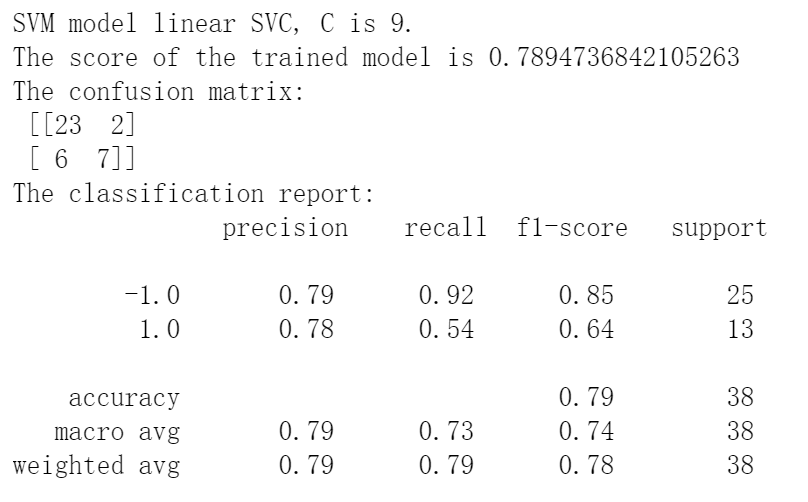 SVM model linear SVC, C is 9.
The score of the trained model is 0.7894736842105263
The confusion matrix:
[[23  2]
[ 6  7]]
The classification report:
precision    recall  f1-score   support
-1.0       0.79      0.92      0.85        25
1.0       0.78      0.54      0.64        13
accuracy                           0.79        38
macro avg       0.79      0.73      0.74        38
weighted avg       0.79      0.79      0.78        38